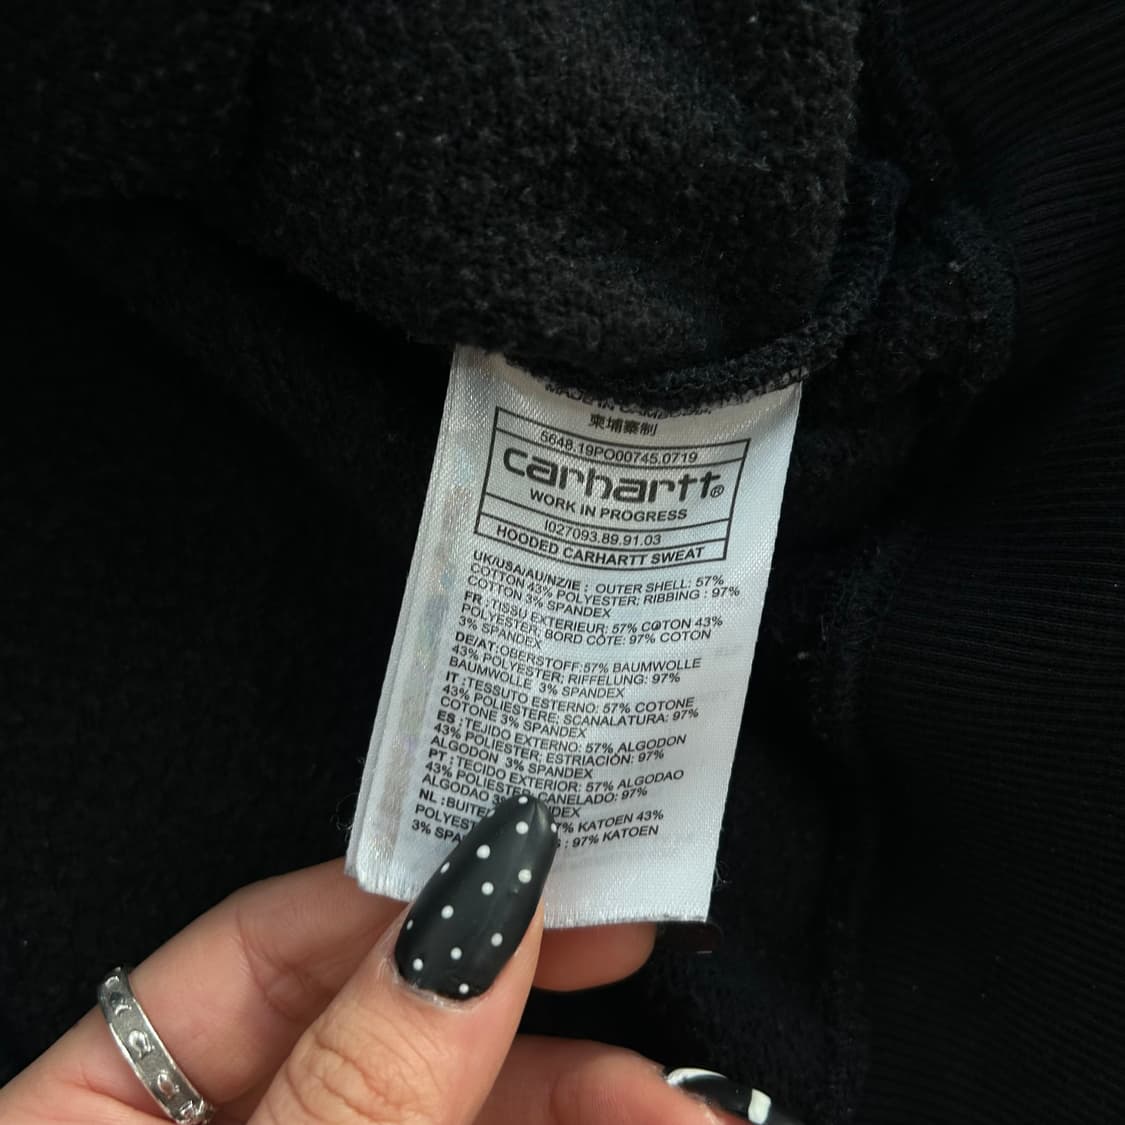 MADE IN CAMBODIA
柬埔寨制
5648.19PO00745.0719
carhartt®
WORK IN PROGRESS
I027093.89.91.03
HOODED CARHARTT SWEAT
UK/USA/AU/NZ/IE : OUTER SHELL: 57%
COTTON 43% POLYESTER; RIBBING : 97%
COTTON 3% SPANDEX
FR :TISSU EXTERIEUR: 57% COTON 43%
POLYESTER; BORD CÔTE: 97% COTON
3% SPANDEX
DE/AT:OBERSTOFF:57% BAUMWOLLE
43% POLYESTER; RIFFELUNG: 97%
BAUMWOLLE 3% SPANDEX
IT :TESSUTO ESTERNO: 57% COTONE
43% POLIESTERE; SCANALATURA: 97%
COTONE 3% SPANDEX
ES :TEJIDO EXTERNO: 57% ALGODON
43% POLIESTER; ESTRIACIÓN: 97%
ALGODON 3% SPANDEX
PT :TECIDO EXTERIOR: 57% ALGODAO
43% POLIESTER; CANELADO: 97%
ALGODAO
NL : KATOEN 43%
: 97% KATOEN
3%